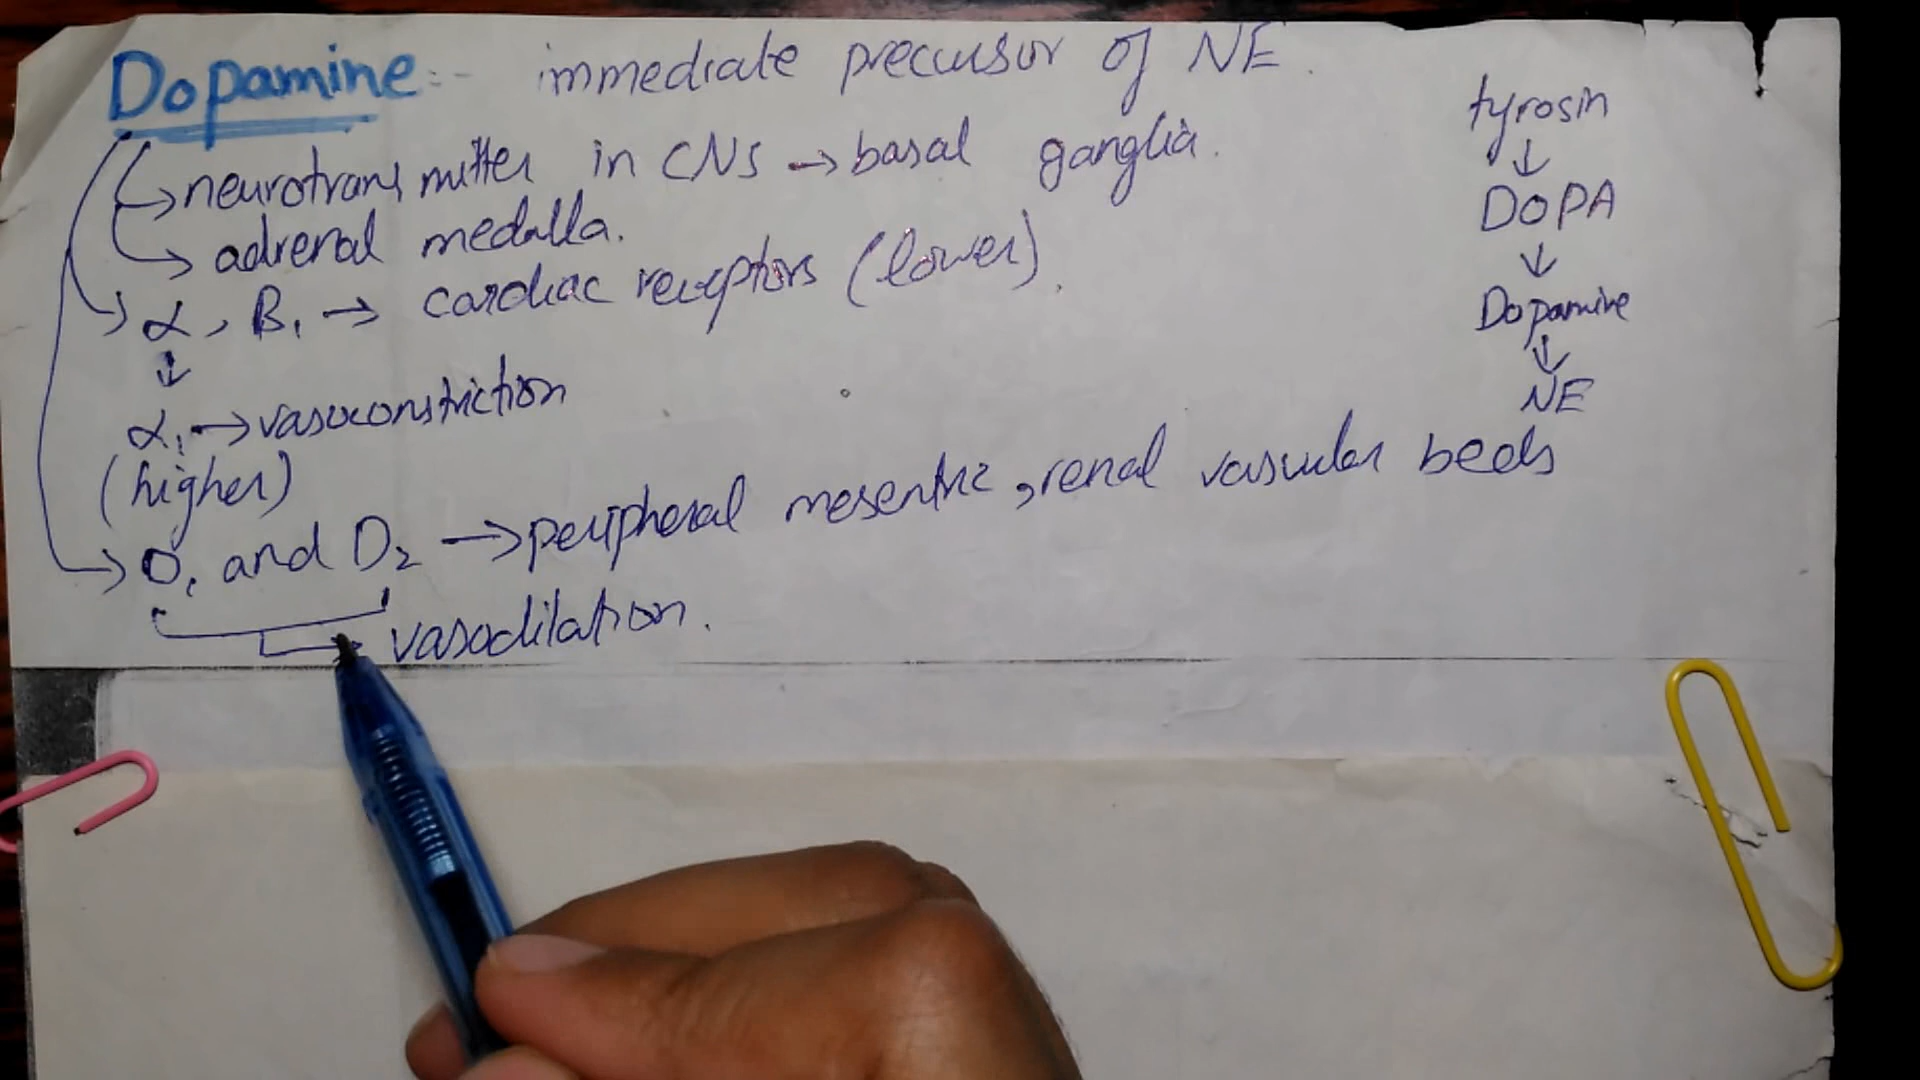 Dopamine :- immediate precursor of NE.
neurotransmitter in CNS → basal ganglia.
adrenal medulla.
α, B₁ → cardiac receptors (lower).
↓
α₁ → vasoconstriction
(higher)
D₁ and D₂ → peripheral mesentric, renal vascular beds
vasodilation.
tyrosin
↓
DOPA
↓
Dopamine
↓
NE